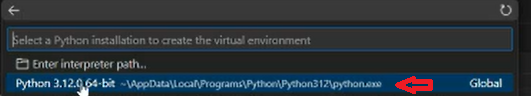 Select a Python installation to create the virtual environment
Enter interpreter path...
Python 3.12.0 64-bit ~\AppData\Local\Programs\Python\Python312\python.exe Global